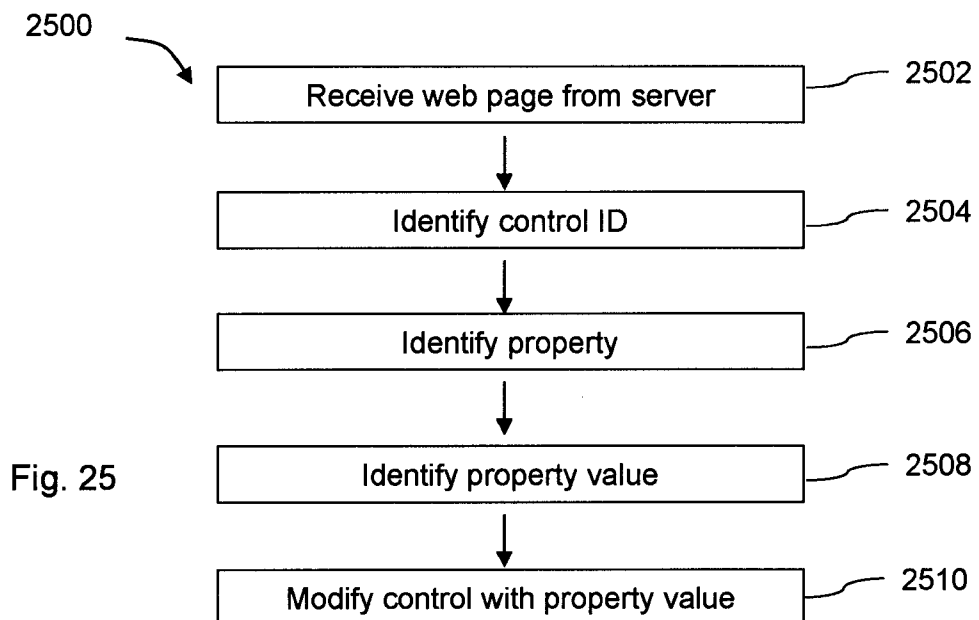 2500
Receive web page from server
2502
Identify control ID
2504
Identify property
2506
Fig. 25
Identify property value
2508
Modify control with property value
2510